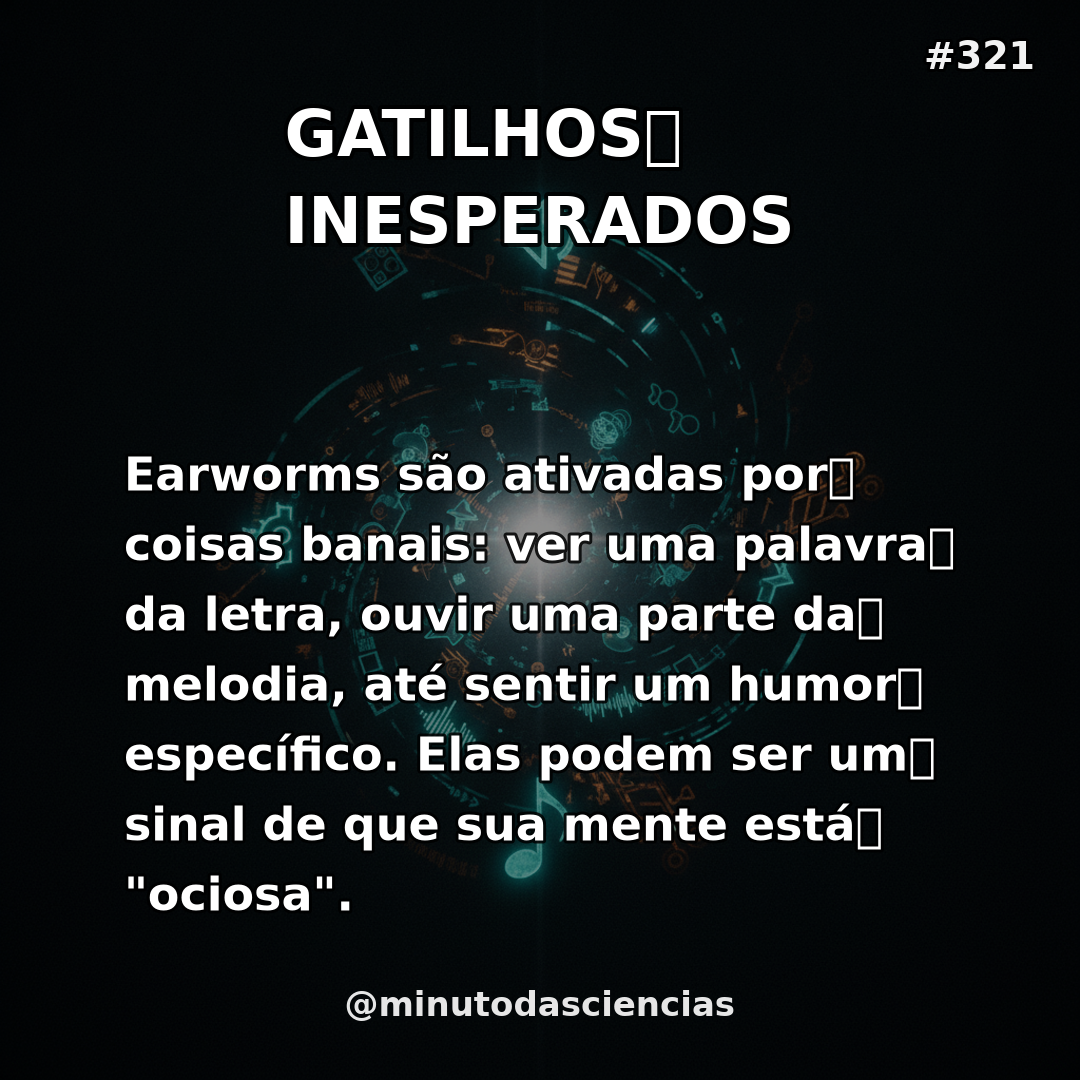 #321
GATILHOS
INESPERADOS
Earworms são ativadas por
coisas banais: ver uma palavra
da letra, ouvir uma parte da
melodia, até sentir um humor
específico. Elas podem ser um
sinal de que sua mente está
"ociosa".
@minutodasciencias